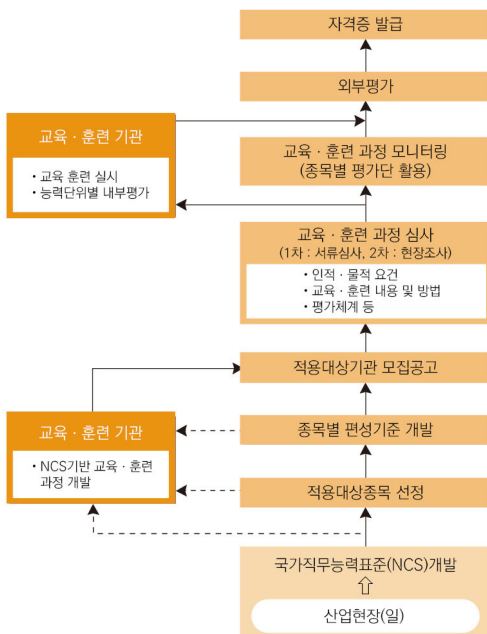 자격증 발급
외부평가
교육 · 훈련 기관
• 교육 훈련 실시
• 능력단위별 내부평가
교육 · 훈련 과정 모니터링
(종목별 평가단 활용)
교육 · 훈련 과정 심사
(1차 : 서류심사, 2차 : 현장조사)
• 인적 · 물적 요건
• 교육 · 훈련 내용 및 방법
• 평가체계 등
적용대상기관 모집공고
교육 · 훈련 기관
• NCS기반 교육 · 훈련
과정 개발
종목별 편성기준 개발
적용대상종목 선정
국가직무능력표준(NCS)개발
산업현장(일)